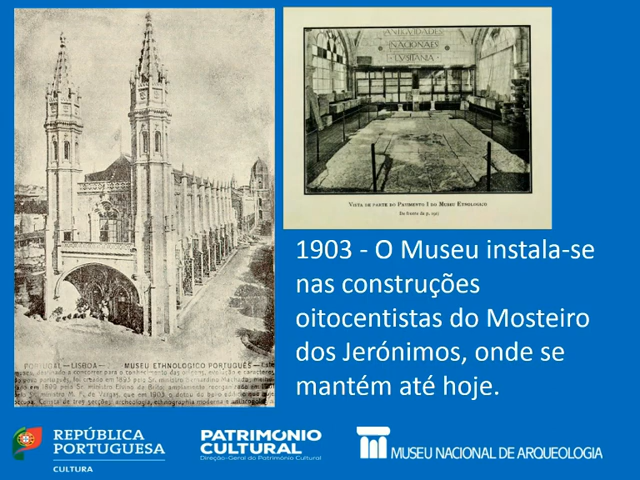 ANTIGUIDADES
NACIONAES
LUSITANIA
VISTA DE PARTE DO PAVIMENTO I DO MUSEU ETHNOLOGICO
1903 - O Museu instala-se
nas construções
oitocentistas do Mosteiro
dos Jerónimos, onde se
mantém até hoje.
PORTUGAL—LISBOA— MUSEU ETHNOLOGICO PORTUGUÊS—
REPÚBLICA
PORTUGUESA
CULTURA
PATRIMÓNIO
CULTURAL
Direção-Geral do Património Cultural
MUSEU NACIONAL DE ARQUEOLOGIA